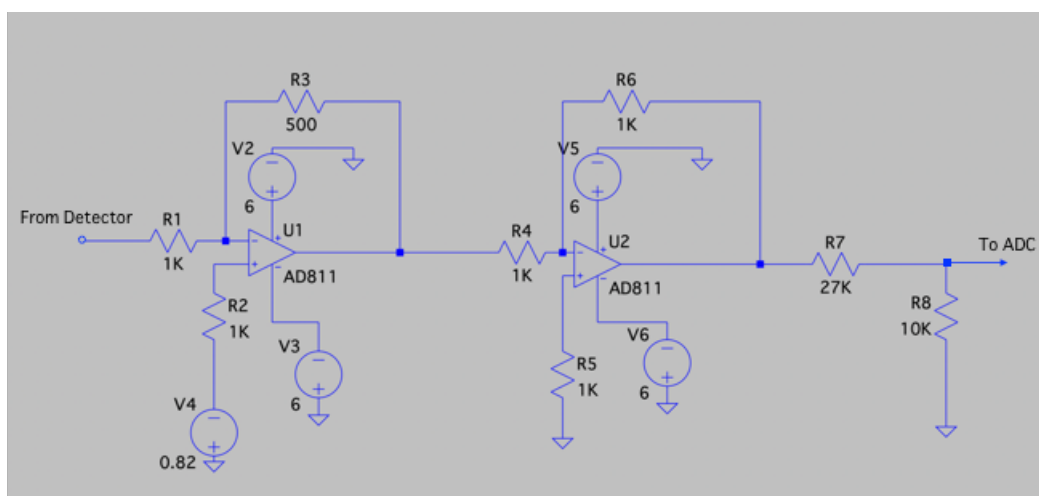 R3
500
R6
1K
V2
6
V5
6
From Detector
R1
1K
U1
AD811
R4
1K
U2
AD811
R7
27K
To ADC
R2
1K
V3
6
R5
1K
V6
6
R8
10K
V4
0.82